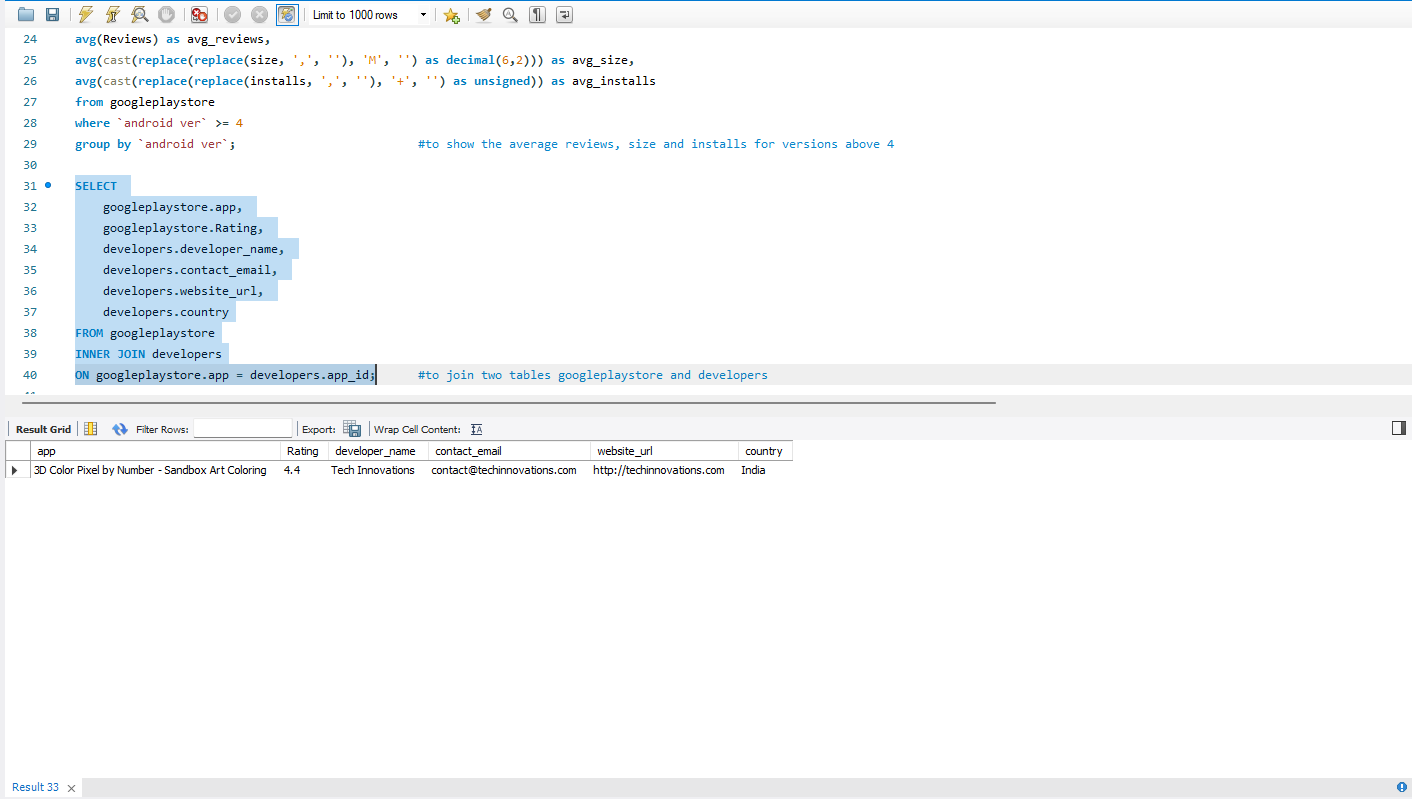 Limit to 1000 rows
24 avg(Reviews) as avg_reviews,
25 avg(cast(replace(replace(size, ',', ''), 'M', '') as decimal(6,2))) as avg_size,
26 avg(cast(replace(replace(installs, ',', ''), '+', '') as unsigned)) as avg_installs
27 from googleplaystore
28 where `android ver` >= 4
29 group by `android ver`; #to show the average reviews, size and installs for versions above 4
30
31 SELECT
32 googleplaystore.app,
33 googleplaystore.Rating,
34 developers.developer_name,
35 developers.contact_email,
36 developers.website_url,
37 developers.country
38 FROM googleplaystore
39 INNER JOIN developers
40 ON googleplaystore.app = developers.app_id; #to join two tables googleplaystore and developers
Result Grid Filter Rows: Export: Wrap Cell Content: IA
app Rating developer_name contact_email website_url country
3D Color Pixel by Number - Sandbox Art Coloring 4.4 Tech Innovations contact@techinnovations.com http://techinnovations.com India
Result 33